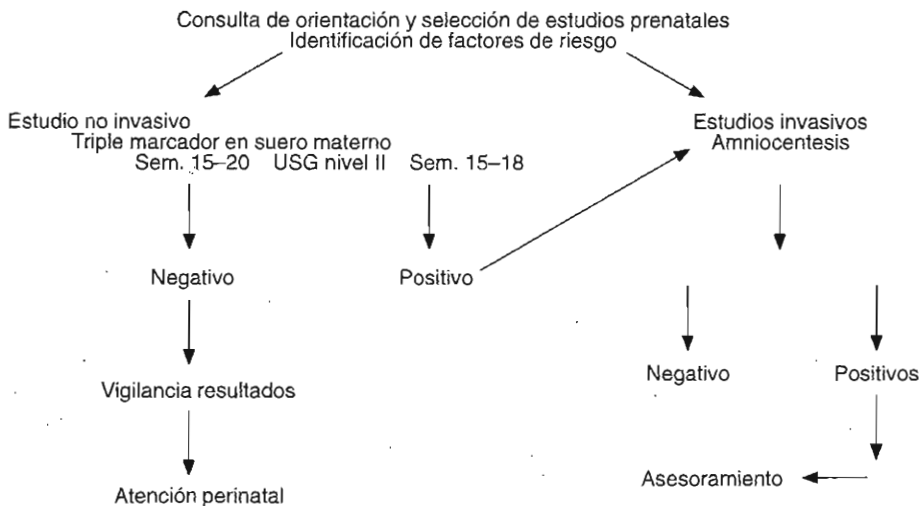 Consulta de orientación y selección de estudios prenatales
Identificación de factores de riesgo
Estudio no invasivo
Triple marcador en suero materno
Sem. 15–20 USG nivel II Sem. 15–18
Estudios invasivos
Amniocentesis
Negativo
Positivo
Vigilancia resultados
Negativo
Positivos
Atención perinatal
Asesoramiento